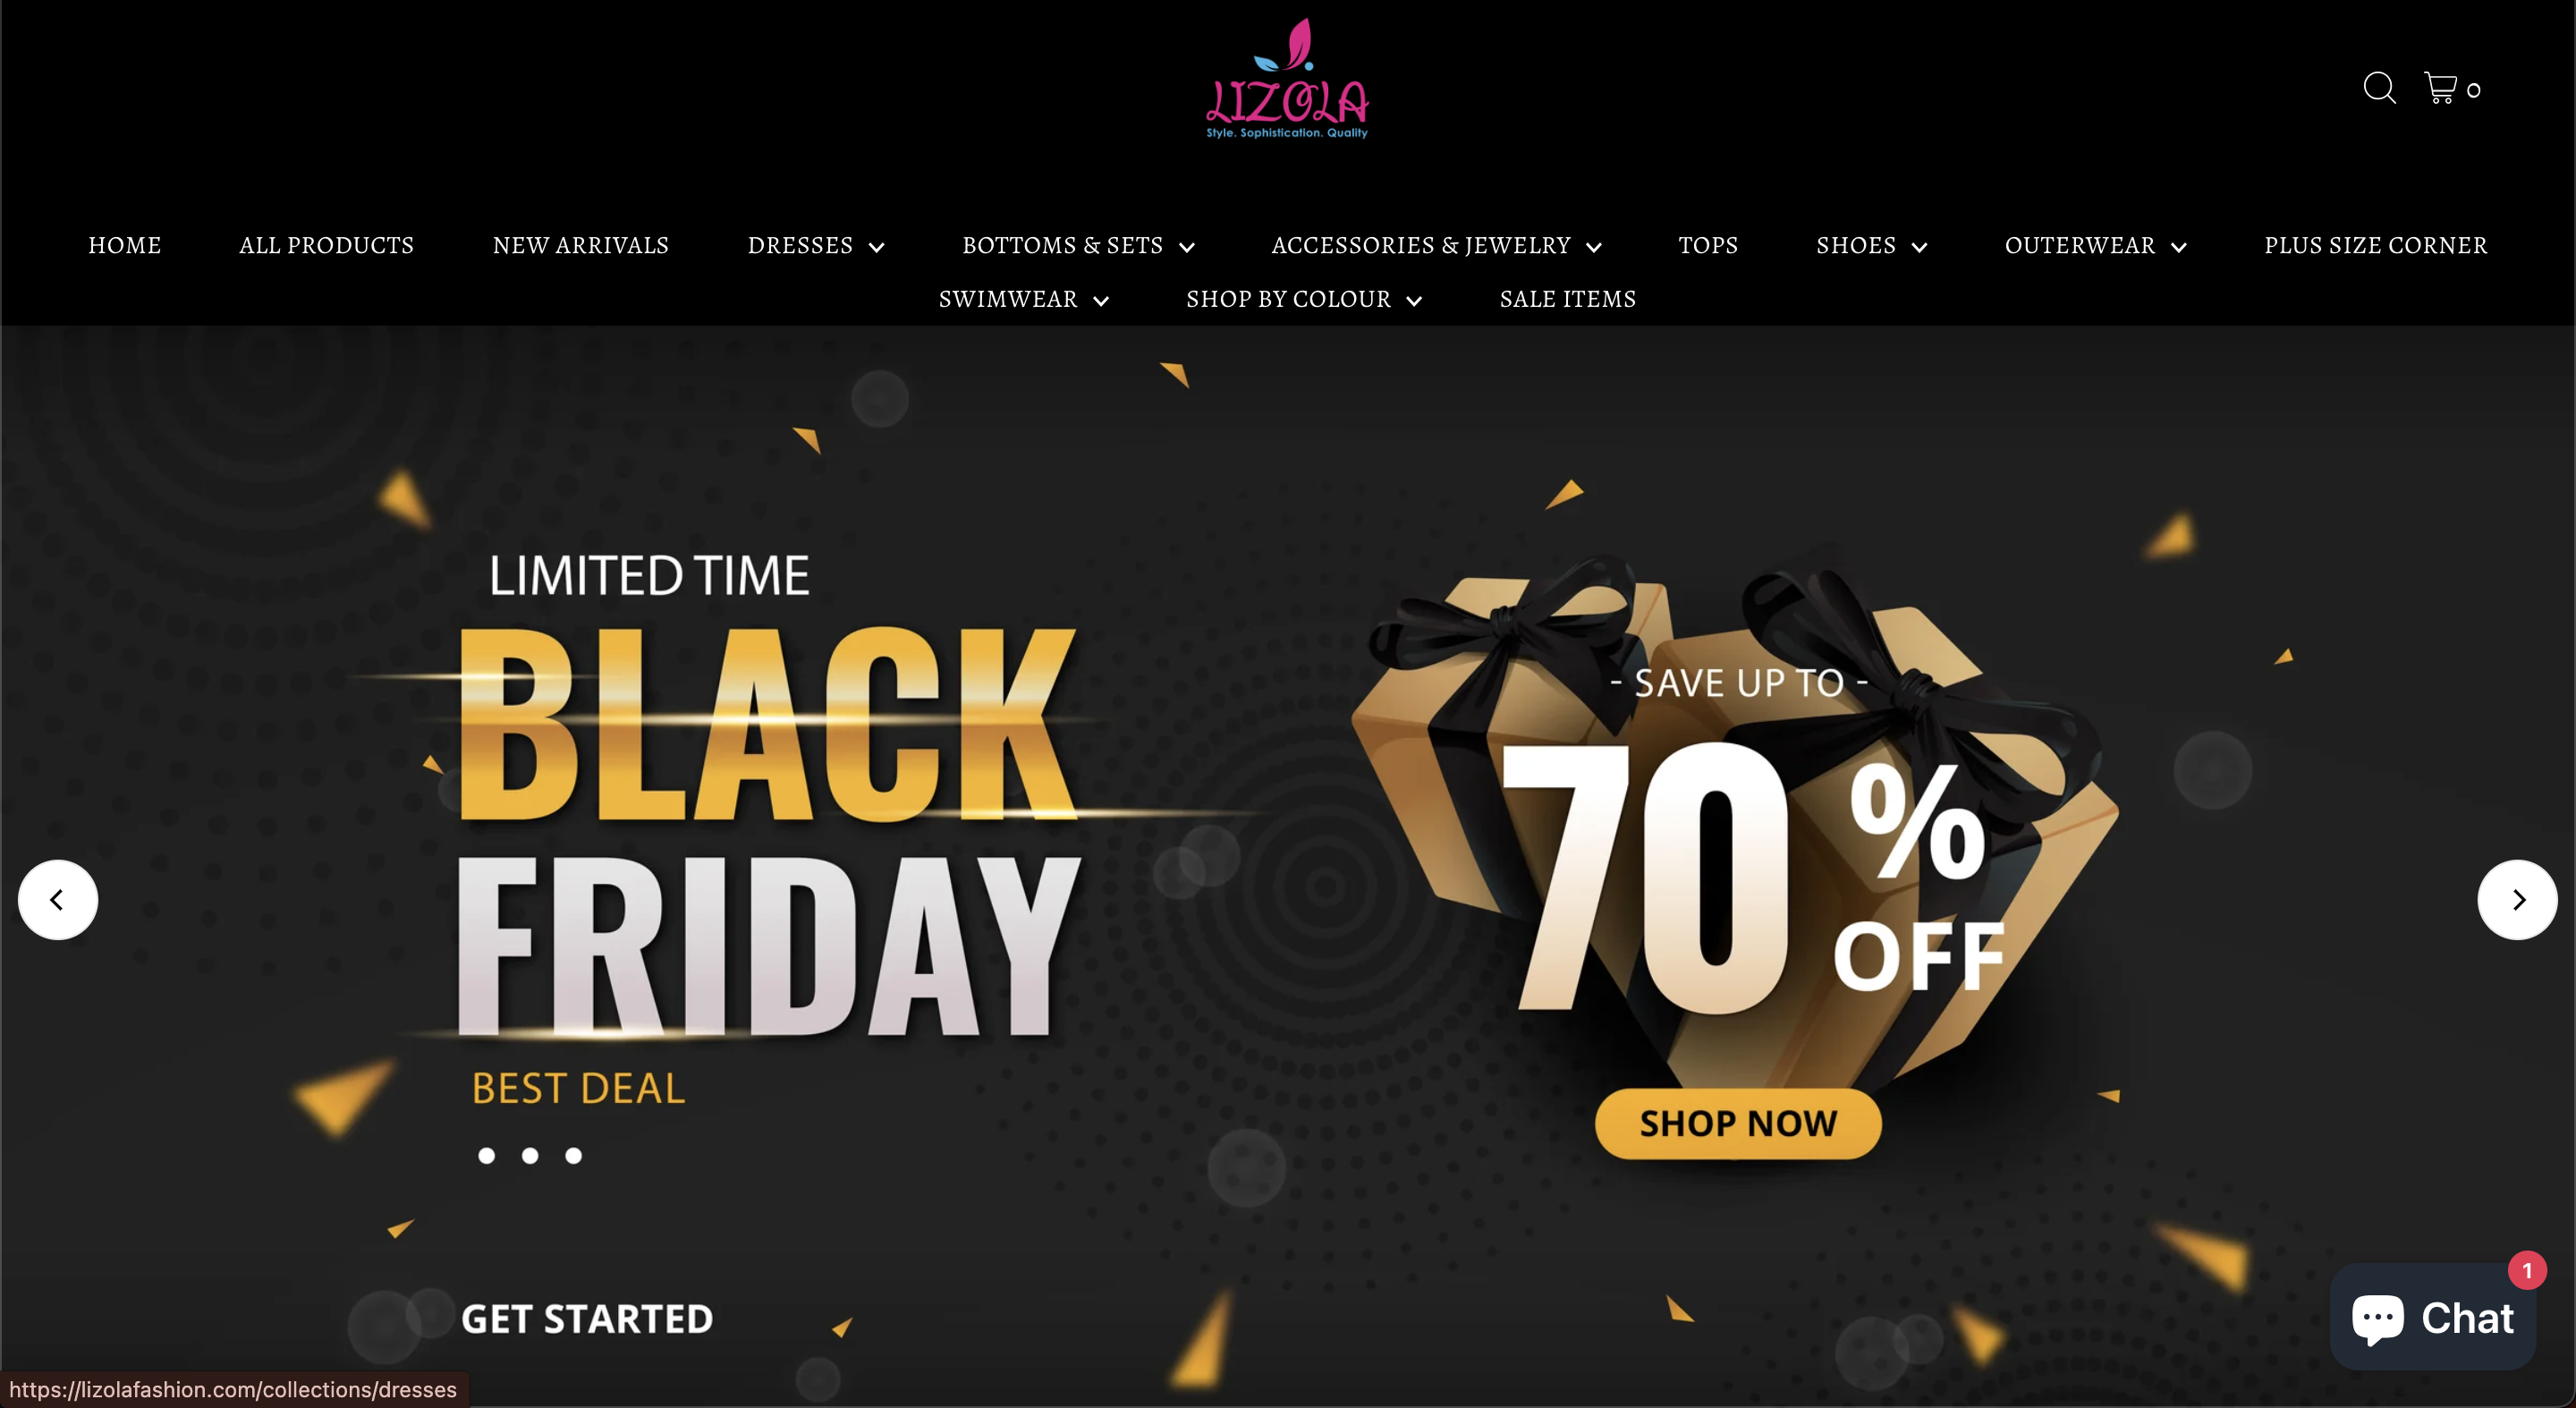 LIZOLA
Style. Sophistication. Quality
0
HOME ALL PRODUCTS NEW ARRIVALS DRESSES BOTTOMS & SETS ACCESSORIES & JEWELRY TOPS SHOES OUTERWEAR PLUS SIZE CORNER
SWIMWEAR SHOP BY COLOUR SALE ITEMS
LIMITED TIME
BLACK
FRIDAY
BEST DEAL
GET STARTED
- SAVE UP TO -
70 %
OFF
SHOP NOW
1
Chat
https://lizolafashion.com/collections/dresses